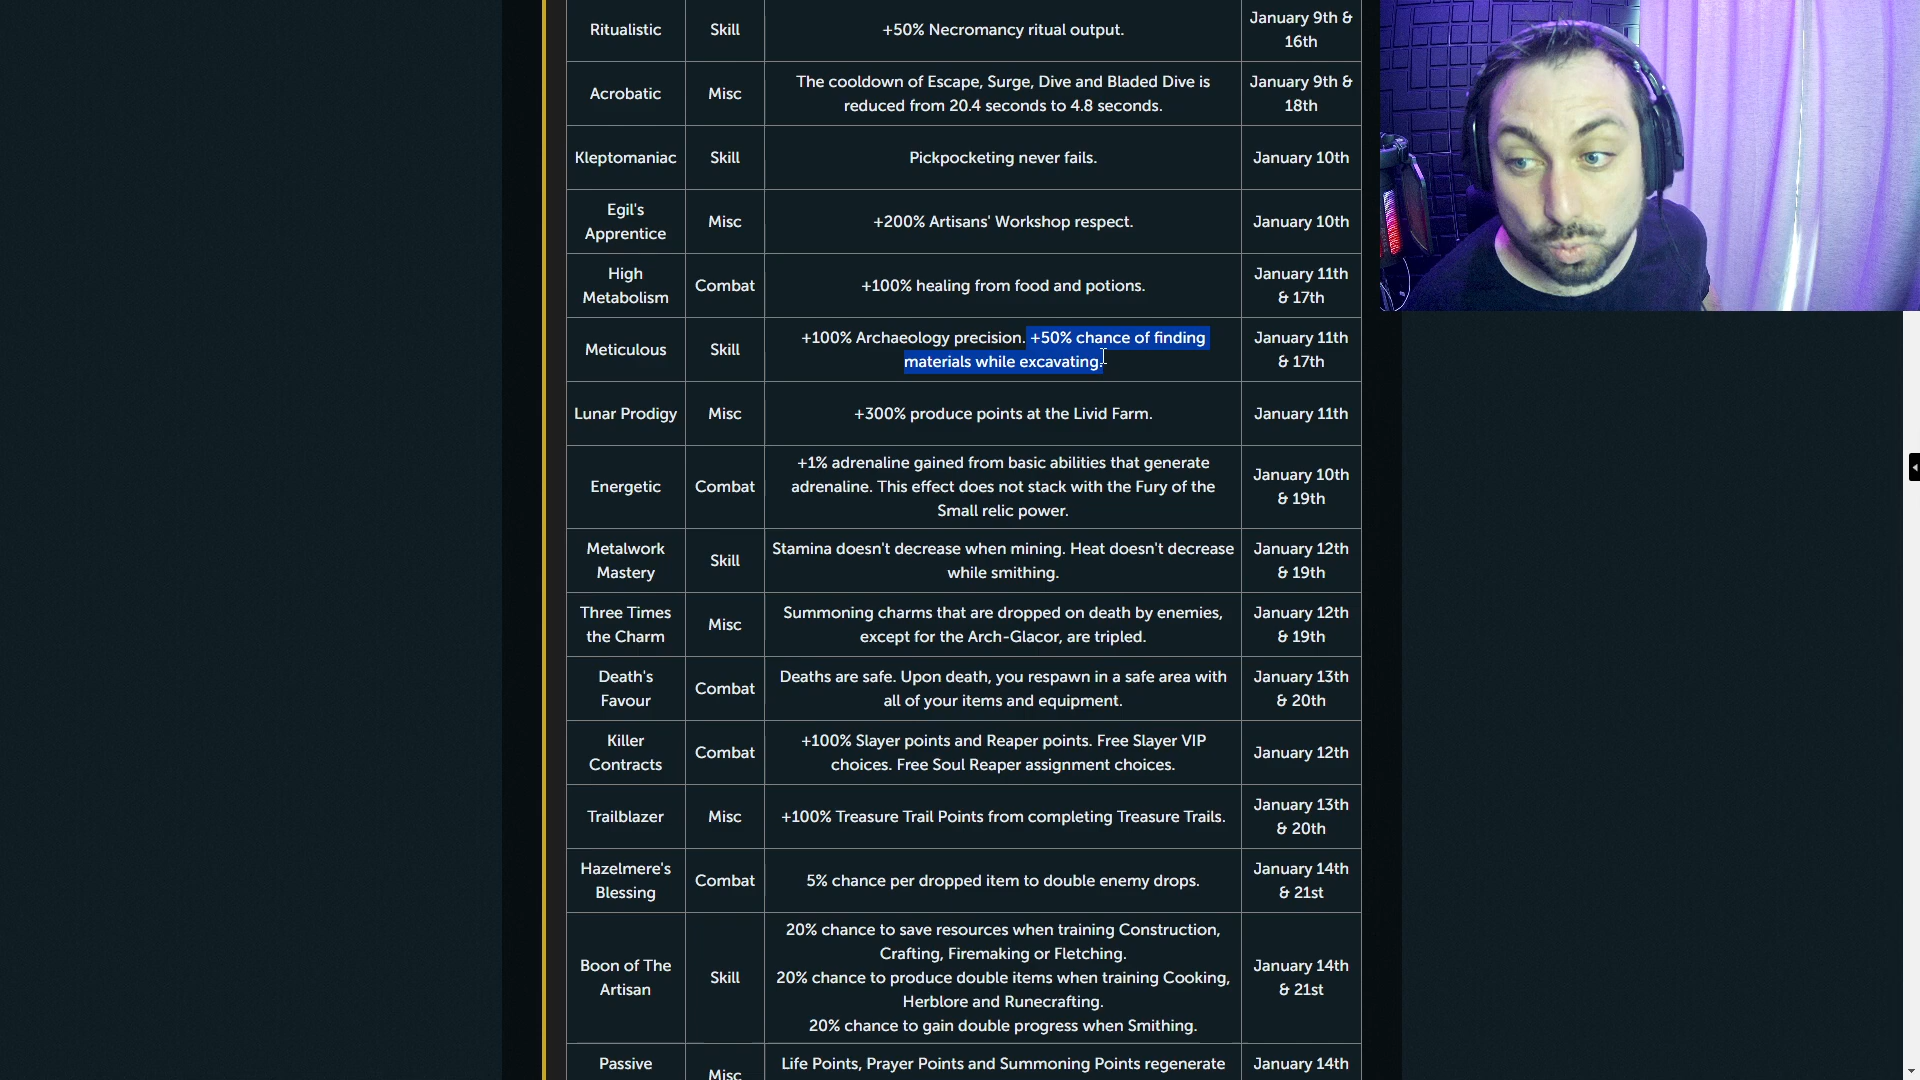 Ritualistic
Skill
+50% Necromancy ritual output.
January 9th &
16th
Acrobatic
Misc
The cooldown of Escape, Surge, Dive and Bladed Dive is
reduced from 20.4 seconds to 4.8 seconds.
January 9th &
18th
Kleptomaniac
Skill
Pickpocketing never fails.
January 10th
Egil's
Apprentice
Misc
+200% Artisans' Workshop respect.
January 10th
High
Metabolism
Combat
+100% healing from food and potions.
January 11th
& 17th
Meticulous
Skill
+100% Archaeology precision. +50% chance of finding
materials while excavating.
January 11th
& 17th
Lunar Prodigy
Misc
+300% produce points at the Livid Farm.
January 11th
Energetic
Combat
+1% adrenaline gained from basic abilities that generate
adrenaline. This effect does not stack with the Fury of the
Small relic power.
January 10th
& 19th
Metalwork
Mastery
Skill
Stamina doesn't decrease when mining. Heat doesn't decrease
while smithing.
January 12th
& 19th
Three Times
the Charm
Misc
Summoning charms that are dropped on death by enemies,
except for the Arch-Glacor, are tripled.
January 12th
& 19th
Death's
Favour
Combat
Deaths are safe. Upon death, you respawn in a safe area with
all of your items and equipment.
January 13th
& 20th
Killer
Contracts
Combat
+100% Slayer points and Reaper points. Free Slayer VIP
choices. Free Soul Reaper assignment choices.
January 12th
Trailblazer
Misc
+100% Treasure Trail Points from completing Treasure Trails.
January 13th
& 20th
Hazelmere's
Blessing
Combat
5% chance per dropped item to double enemy drops.
January 14th
& 21st
Boon of The
Artisan
Skill
20% chance to save resources when training Construction,
Crafting, Firemaking or Fletching.
20% chance to produce double items when training Cooking,
Herblore and Runecrafting.
20% chance to gain double progress when Smithing.
January 14th
& 21st
Passive
Misc
Life Points, Prayer Points and Summoning Points regenerate
January 14th